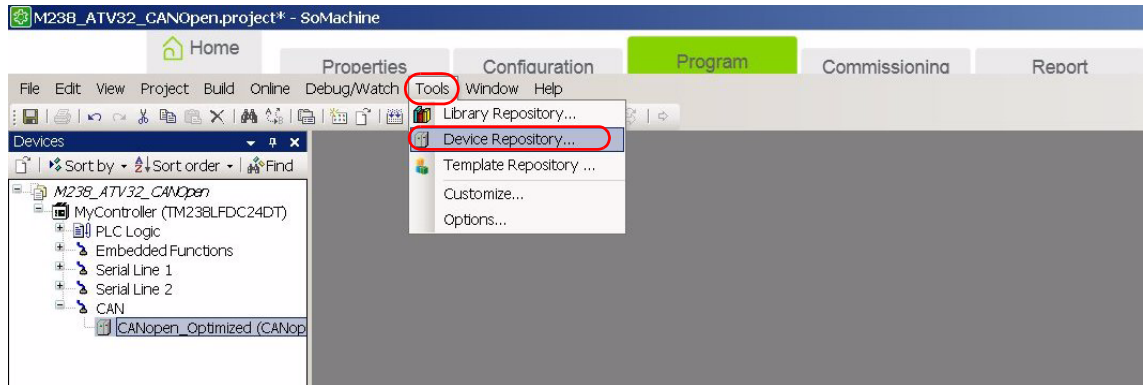 M238_ATV32_CANOpen.project* - SoMachine
Home
Properties Configuration Program Commissioning Report
File Edit View Project Build Online Debug/Watch Tools Window Help
Library Repository...
Devices
Device Repository...
Sort by Sort order Find
Template Repository ...
M238_ATV32_CANOpen
Customize...
MyController (TM238LFDC24DT)
Options...
PLC Logic
Embedded Functions
Serial Line 1
Serial Line 2
CAN
CANopen_Optimized (CANop